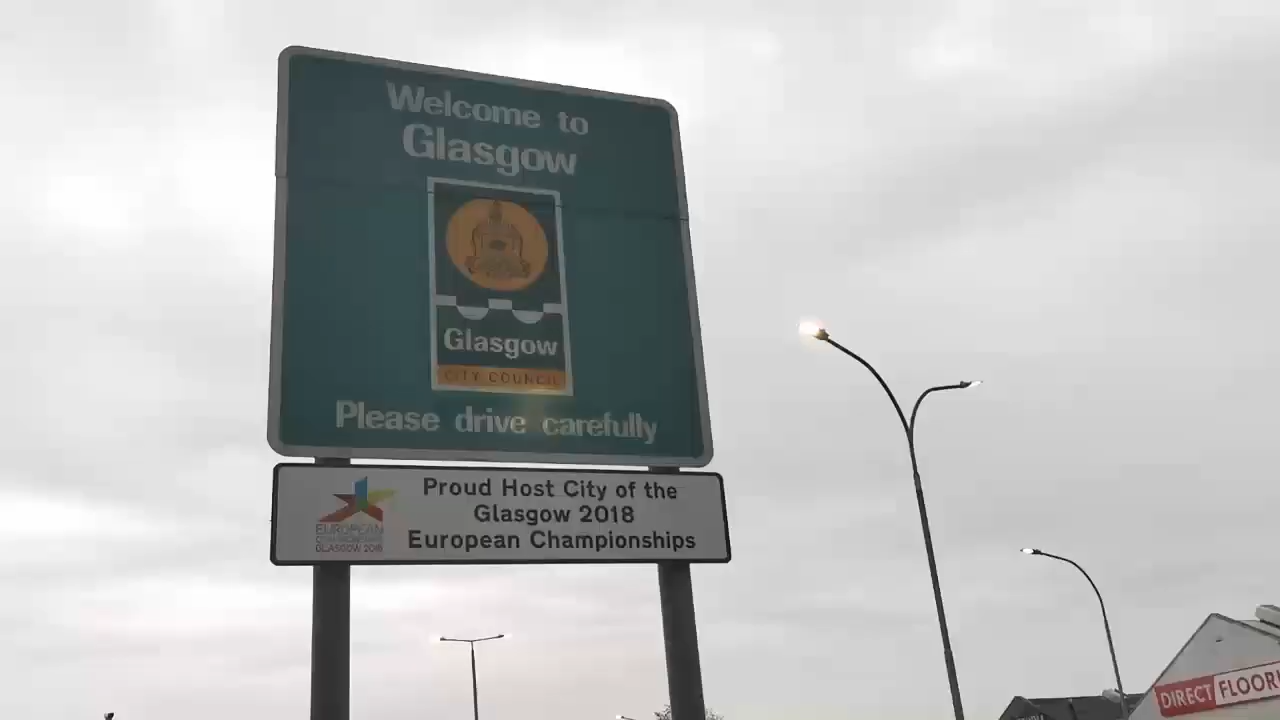 Welcome to
Glasgow
Glasgow
CITY COUNCIL
Please drive carefully
Proud Host City of the
Glasgow 2018
European Championships
EUROPEAN
GLASGOW 2018
DIRECT FLOORI